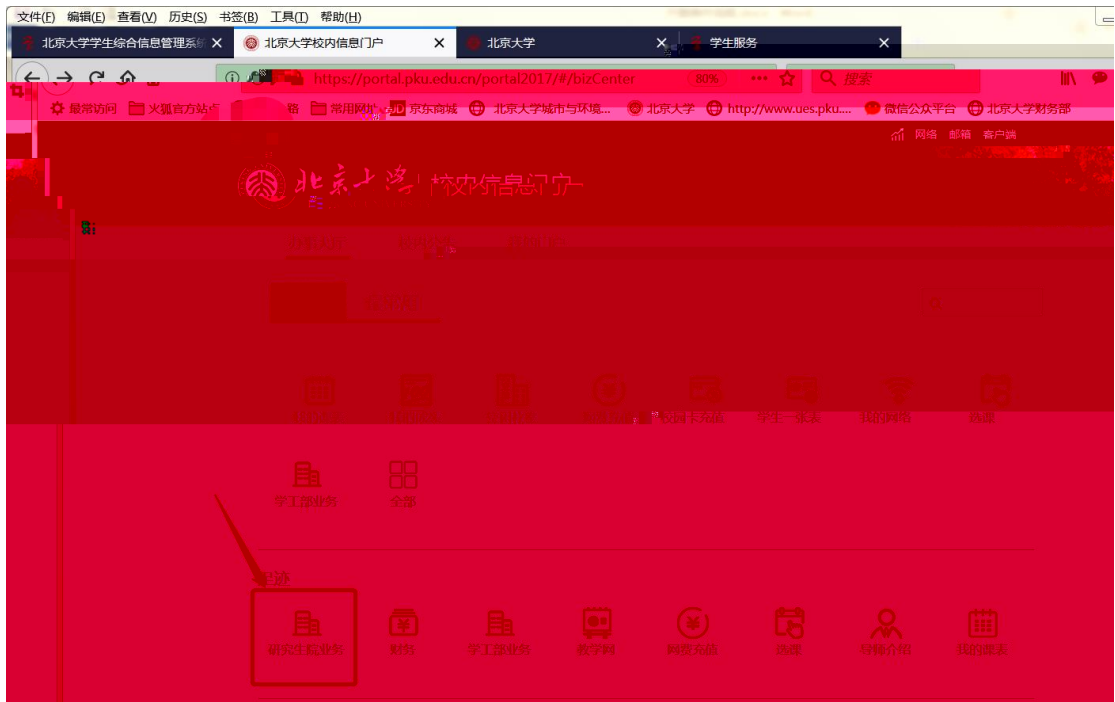 文件(F) 编辑(E) 查看(V) 历史(S) 书签(B) 工具(T) 帮助(H)
北京大学学生综合信息管理系统 北京大学校内信息门户 北京大学 学生服务
https://portal.pku.edu.cn/portal2017/#/bizCenter 80% 搜索
最常访问 火狐官方站点 常用网址 京东商城 北京大学城市与环境... 北京大学 http://www.ues.pku.... 微信公众平台 北京大学财务部
网络 邮箱 客户端
北京大学 校内信息门户
校园卡充值 学生一张表 我的网络 选课
学工部业务 全部
足迹
研究生院业务 财务 学工部业务 教学网 网费充值 选课 导师介绍 我的课表